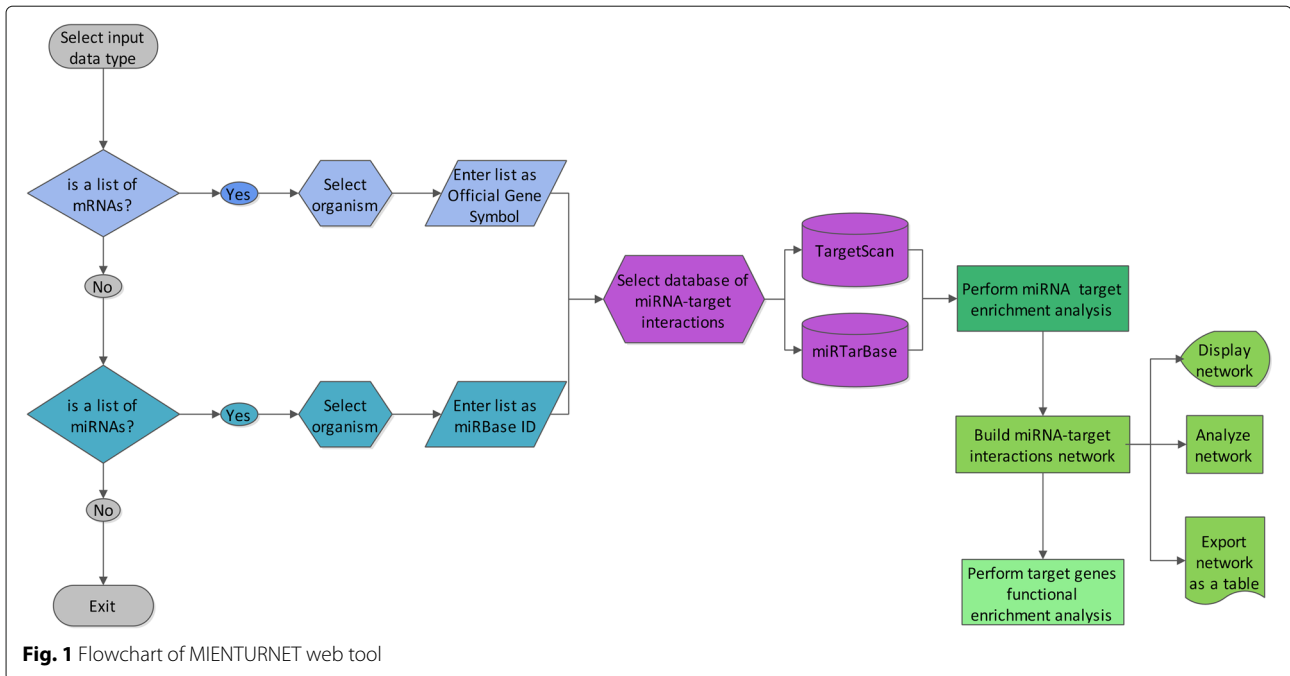 Select input
data type
is a list of
mRNAs?
Yes
Select
organism
Enter list as
Official Gene
Symbol
No
is a list of
miRNAs?
Yes
Select
organism
Enter list as
miRBase ID
No
Exit
Select database of
miRNA-target
interactions
TargetScan
miRTarBase
Perform miRNA target
enrichment analysis
Build miRNA-target
interactions network
Display
network
Analyze
network
Export
network
as a table
Perform target genes
functional
enrichment analysis
Fig. 1 Flowchart of MIENTURNET web tool